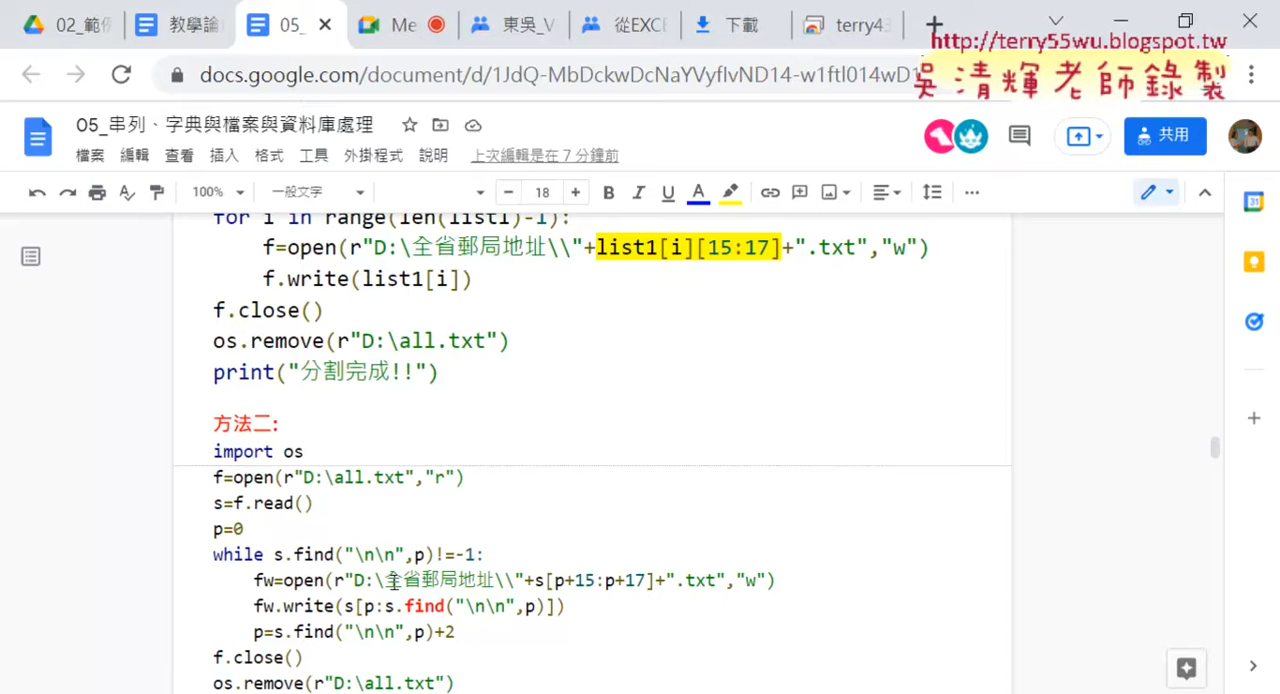 02_範例
教學論
05_
Me
東吳_V
從EXCE
下載
terry43
http://terry55wu.blogspot.tw
docs.google.com/document/d/1JdQ-MbDckwDcNaYVyfIvND14-w1ftl014wD1
吳清輝老師錄製
05_串列、字典與檔案與資料庫處理
檔案 編輯 查看 插入 格式 工具 外掛程式 說明 上次編輯是在 7 分鐘前
共用
100% 一般文字 18 B I U A
31
for i in range(len(list1)-1):
f=open(r"D:\全省郵局地址\\"+list1[i][15:17]+".txt","w")
f.write(list1[i])
f.close()
os.remove(r"D:\all.txt")
print("分割完成!!")
方法二:
import os
f=open(r"D:\all.txt","r")
s=f.read()
p=0
while s.find("\n\n",p)!=-1:
fw=open(r"D:\全省郵局地址\\"+s[p+15:p+17]+".txt","w")
fw.write(s[p:s.find("\n\n",p)])
p=s.find("\n\n",p)+2
f.close()
os.remove(r"D:\all.txt")